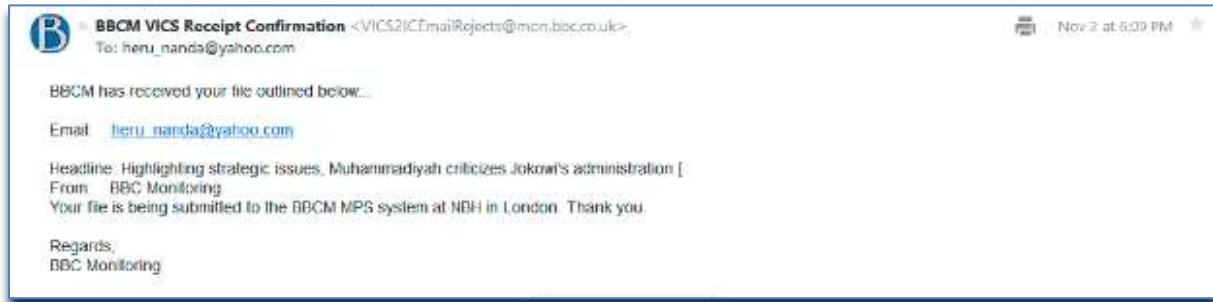 B
BBCM VICS Receipt Confirmation <VICS2ICEmailRejects@mon.bbc.co.uk>
Nov 2 at 6:09 PM
To: heru_nanda@yahoo.com
BBCM has received your file outlined below...
Email: heru_nanda@yahoo.com
Headline: Highlighting strategic issues, Muhammadiyah criticizes Jokowi's administration [
From: BBC Monitoring
Your file is being submitted to the BBCM MPS system at NBH in London. Thank you.
Regards,
BBC Monitoring